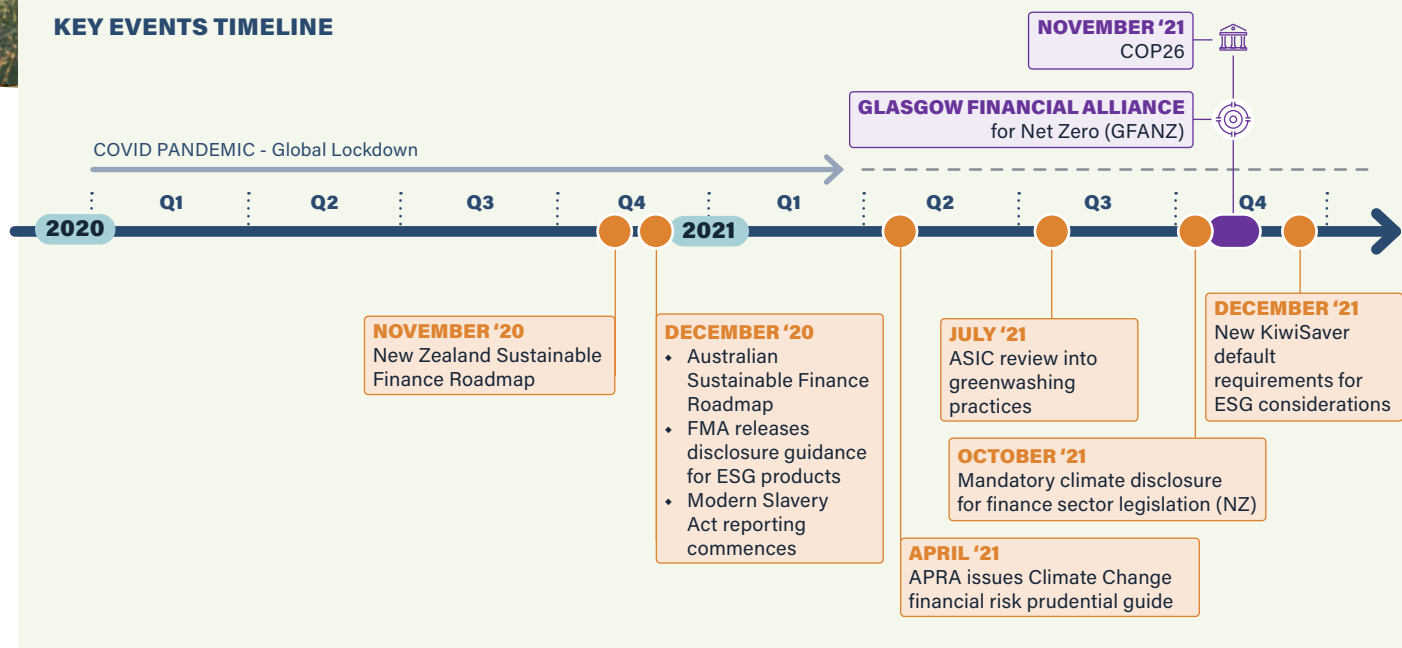 KEY EVENTS TIMELINE
NOVEMBER ‘21
COP26
GLASGOW FINANCIAL ALLIANCE
for Net Zero (GFANZ)
COVID PANDEMIC - Global Lockdown
Q1
Q2
Q3
Q4
Q1
Q2
Q3
Q4
2020
2021
NOVEMBER ‘20
New Zealand Sustainable
Finance Roadmap
DECEMBER ‘20
• Australian
Sustainable Finance
Roadmap
• FMA releases
disclosure guidance
for ESG products
• Modern Slavery
Act reporting
commences
APRIL ‘21
APRA issues Climate Change
financial risk prudential guide
JULY ‘21
ASIC review into
greenwashing
practices
OCTOBER ‘21
Mandatory climate disclosure
for finance sector legislation (NZ)
DECEMBER ‘21
New KiwiSaver
default
requirements for
ESG considerations